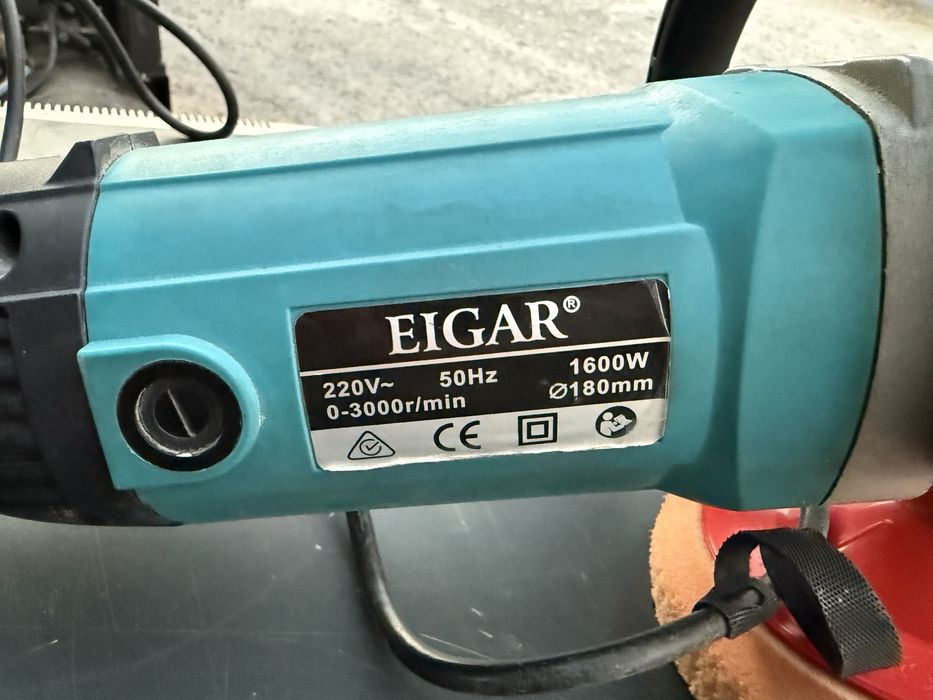 EIGAR®
220V~ 50Hz 1600W
0-3000r/min Ø180mm
CE